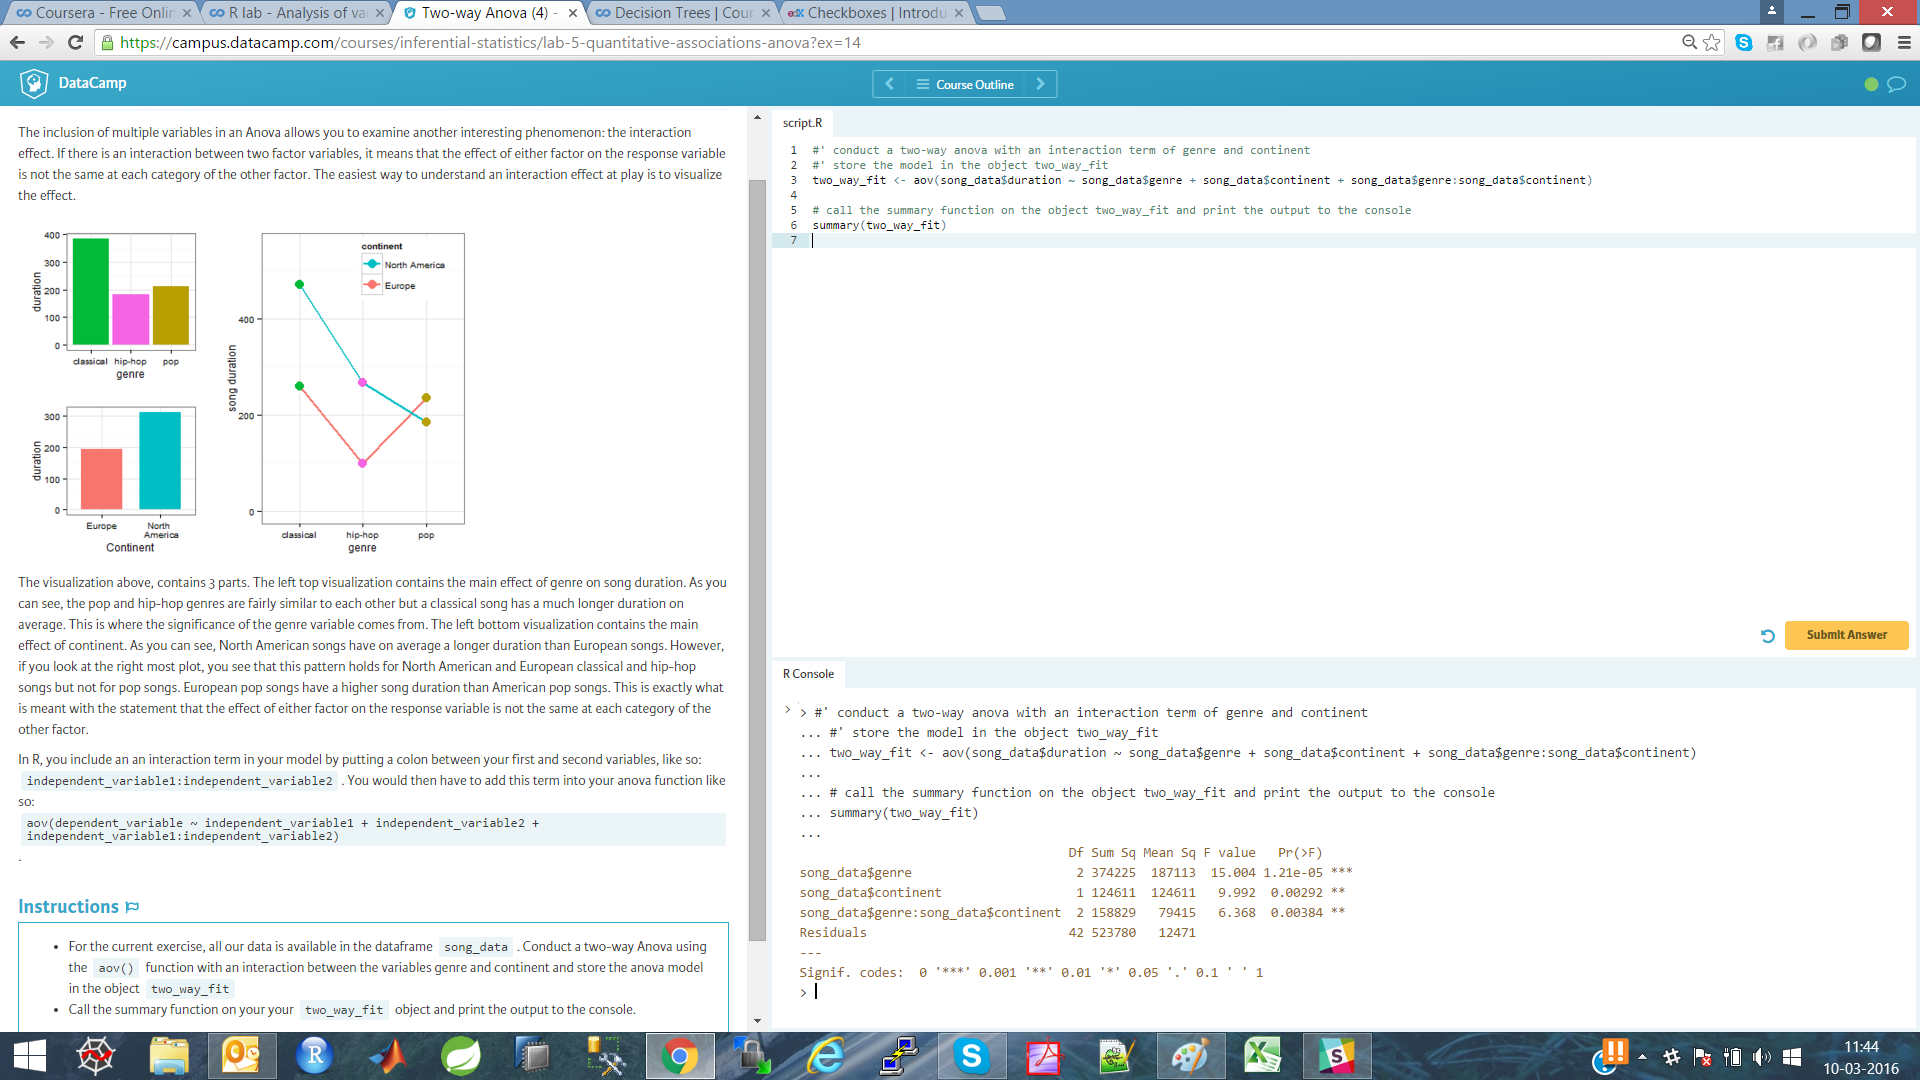 Coursera - Free Onlin
R lab - Analysis of va
Two-way Anova (4) -
Decision Trees | Cour
edX Checkboxes | Introdu
https://campus.datacamp.com/courses/inferential-statistics/lab-5-quantitative-associations-anova?ex=14
DataCamp
Course Outline
The inclusion of multiple variables in an Anova allows you to examine another interesting phenomenon: the interaction
effect. If there is an interaction between two factor variables, it means that the effect of either factor on the response variable
is not the same at each category of the other factor. The easiest way to understand an interaction effect at play is to visualize
the effect.
400
300
200
100
0
duration
classical hip-hop pop
genre
300
200
100
0
duration
Europe North America
Continent
continent
North America
Europe
400
200
0
song duration
classical hip-hop pop
genre
The visualization above, contains 3 parts. The left top visualization contains the main effect of genre on song duration. As you
can see, the pop and hip-hop genres are fairly similar to each other but a classical song has a much longer duration on
average. This is where the significance of the genre variable comes from. The left bottom visualization contains the main
effect of continent. As you can see, North American songs have on average a longer duration than European songs. However,
if you look at the right most plot, you see that this pattern holds for North American and European classical and hip-hop
songs but not for pop songs. European pop songs have a higher song duration than American pop songs. This is exactly what
is meant with the statement that the effect of either factor on the response variable is not the same at each category of the
other factor.
In R, you include an an interaction term in your model by putting a colon between your first and second variables, like so:
independent_variable1:independent_variable2 . You would then have to add this term into your anova function like
so:
aov(dependent_variable ~ independent_variable1 + independent_variable2 +
independent_variable1:independent_variable2)
.
Instructions
• For the current exercise, all our data is available in the dataframe song_data . Conduct a two-way Anova using
the aov() function with an interaction between the variables genre and continent and store the anova model
in the object two_way_fit
• Call the summary function on your your two_way_fit object and print the output to the console.
script.R
1 #' conduct a two-way anova with an interaction term of genre and continent
2 #' store the model in the object two_way_fit
3 two_way_fit <- aov(song_data$duration ~ song_data$genre + song_data$continent + song_data$genre:song_data$continent)
4
5 # call the summary function on the object two_way_fit and print the output to the console
6 summary(two_way_fit)
7
Submit Answer
R Console
> > #' conduct a two-way anova with an interaction term of genre and continent
... #' store the model in the object two_way_fit
... two_way_fit <- aov(song_data$duration ~ song_data$genre + song_data$continent + song_data$genre:song_data$continent)
...
... # call the summary function on the object two_way_fit and print the output to the console
... summary(two_way_fit)
...
Df Sum Sq Mean Sq F value Pr(>F)
song_data$genre 2 374225 187113 15.004 1.21e-05 ***
song_data$continent 1 124611 124611 9.992 0.00292 **
song_data$genre:song_data$continent 2 158829 79415 6.368 0.00384 **
Residuals 42 523780 12471
---
Signif. codes: 0 '***' 0.001 '**' 0.01 '*' 0.05 '.' 0.1 ' ' 1
>
11:44
10-03-2016